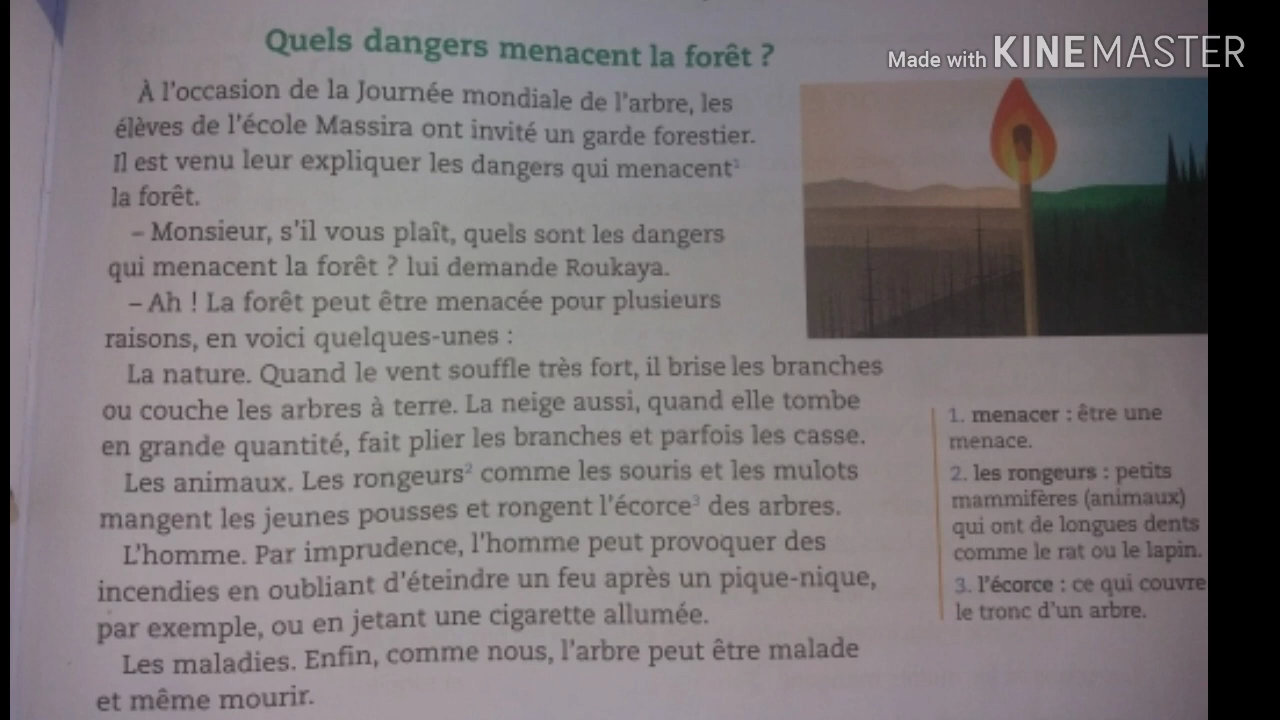 Quels dangers menacent la forêt ?
Made with KINEMASTER
À l'occasion de la Journée mondiale de l'arbre, les
élèves de l'école Massira ont invité un garde forestier.
Il est venu leur expliquer les dangers qui menacent¹
la forêt.
– Monsieur, s'il vous plaît, quels sont les dangers
qui menacent la forêt ? lui demande Roukaya.
– Ah ! La forêt peut être menacée pour plusieurs
raisons, en voici quelques-unes :
La nature. Quand le vent souffle très fort, il brise les branches
ou couche les arbres à terre. La neige aussi, quand elle tombe
en grande quantité, fait plier les branches et parfois les casse.
Les animaux. Les rongeurs² comme les souris et les mulots
mangent les jeunes pousses et rongent l'écorce³ des arbres.
L'homme. Par imprudence, l'homme peut provoquer des
incendies en oubliant d'éteindre un feu après un pique-nique,
par exemple, ou en jetant une cigarette allumée.
Les maladies. Enfin, comme nous, l'arbre peut être malade
et même mourir.
1. menacer : être une
menace.
2. les rongeurs : petits
mammifères (animaux)
qui ont de longues dents
comme le rat ou le lapin.
3. l'écorce : ce qui couvre
le tronc d'un arbre.